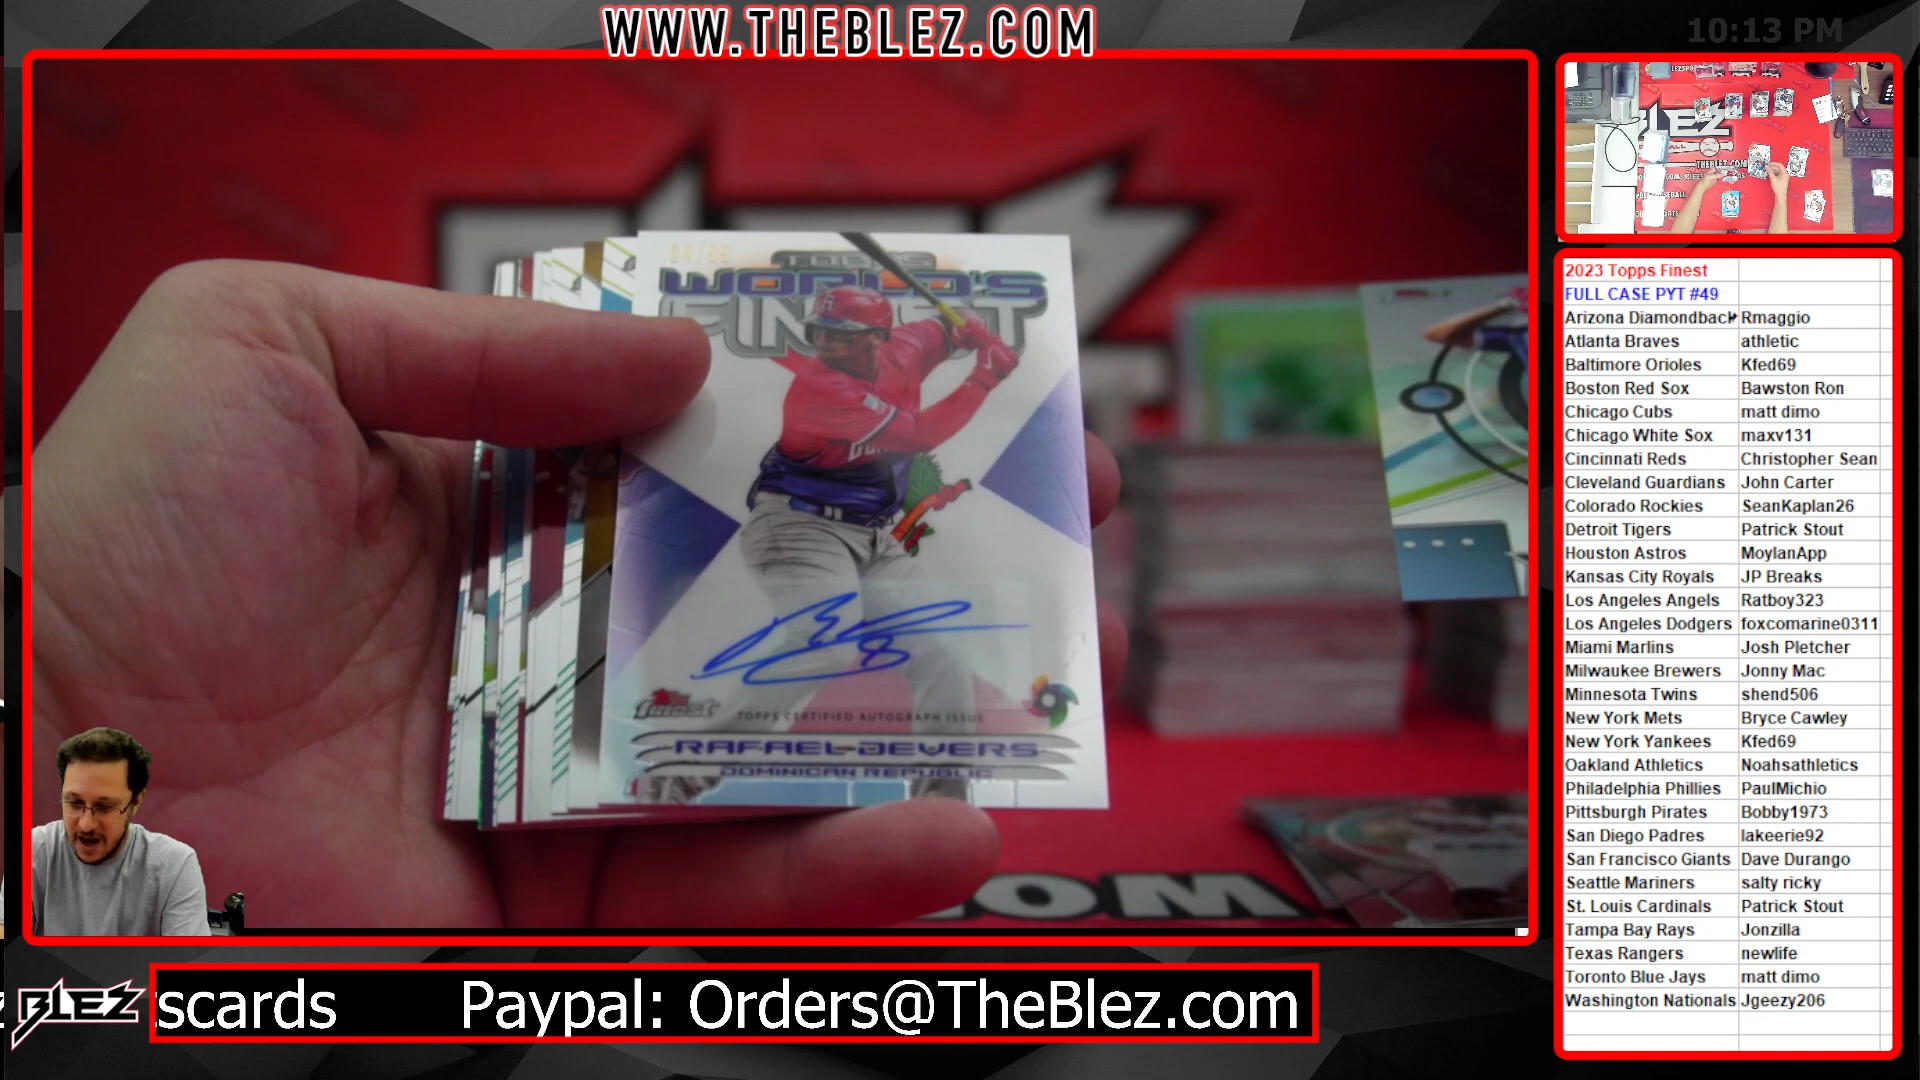 WWW.THEBLEZ.COM
10:13 PM
TOPPS
WORLD'S
FINEST
Topps
finest
TOPPS CERTIFIED AUTOGRAPH ISSUE
RAFAEL DEVERS
DOMINICAN REPUBLIC
OM
BLEZ
THEBLEZ.COM
2023 Topps Finest
FULL CASE PYT #49
Arizona Diamondback Rmaggio
Atlanta Braves athletic
Baltimore Orioles Kfed69
Boston Red Sox Bawston Ron
Chicago Cubs matt dimo
Chicago White Sox maxv131
Cincinnati Reds Christopher Sean
Cleveland Guardians John Carter
Colorado Rockies SeanKaplan26
Detroit Tigers Patrick Stout
Houston Astros MoylanApp
Kansas City Royals JP Breaks
Los Angeles Angels Ratboy323
Los Angeles Dodgers foxcomarine0311
Miami Marlins Josh Pletcher
Milwaukee Brewers Jonny Mac
Minnesota Twins shend506
New York Mets Bryce Cawley
New York Yankees Kfed69
Oakland Athletics Noahsathletics
Philadelphia Phillies PaulMichio
Pittsburgh Pirates Bobby1973
San Diego Padres lakeerie92
San Francisco Giants Dave Durango
Seattle Mariners salty ricky
St. Louis Cardinals Patrick Stout
Tampa Bay Rays Jonzilla
Texas Rangers newlife
Toronto Blue Jays matt dimo
Washington Nationals Jgeezy206
BLEZ
scards Paypal: Orders@TheBlez.com